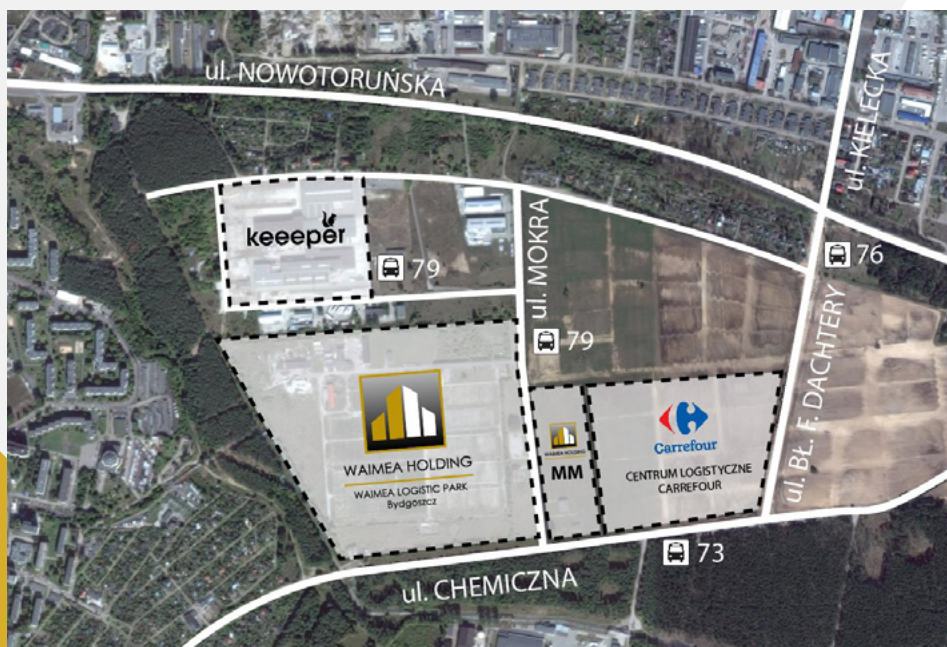 ul. NOWOTORUŃSKA
ul. KIELECKA
keeeper
79
ul. MOKRA
76
79
ul. BŁ. F. DACHTERY
WAIMEA HOLDING
WAIMEA LOGISTIC PARK
Bydgoszcz
WAIMEA HOLDING
MM
Carrefour
CENTRUM LOGISTYCZNE
CARREFOUR
73
ul. CHEMICZNA